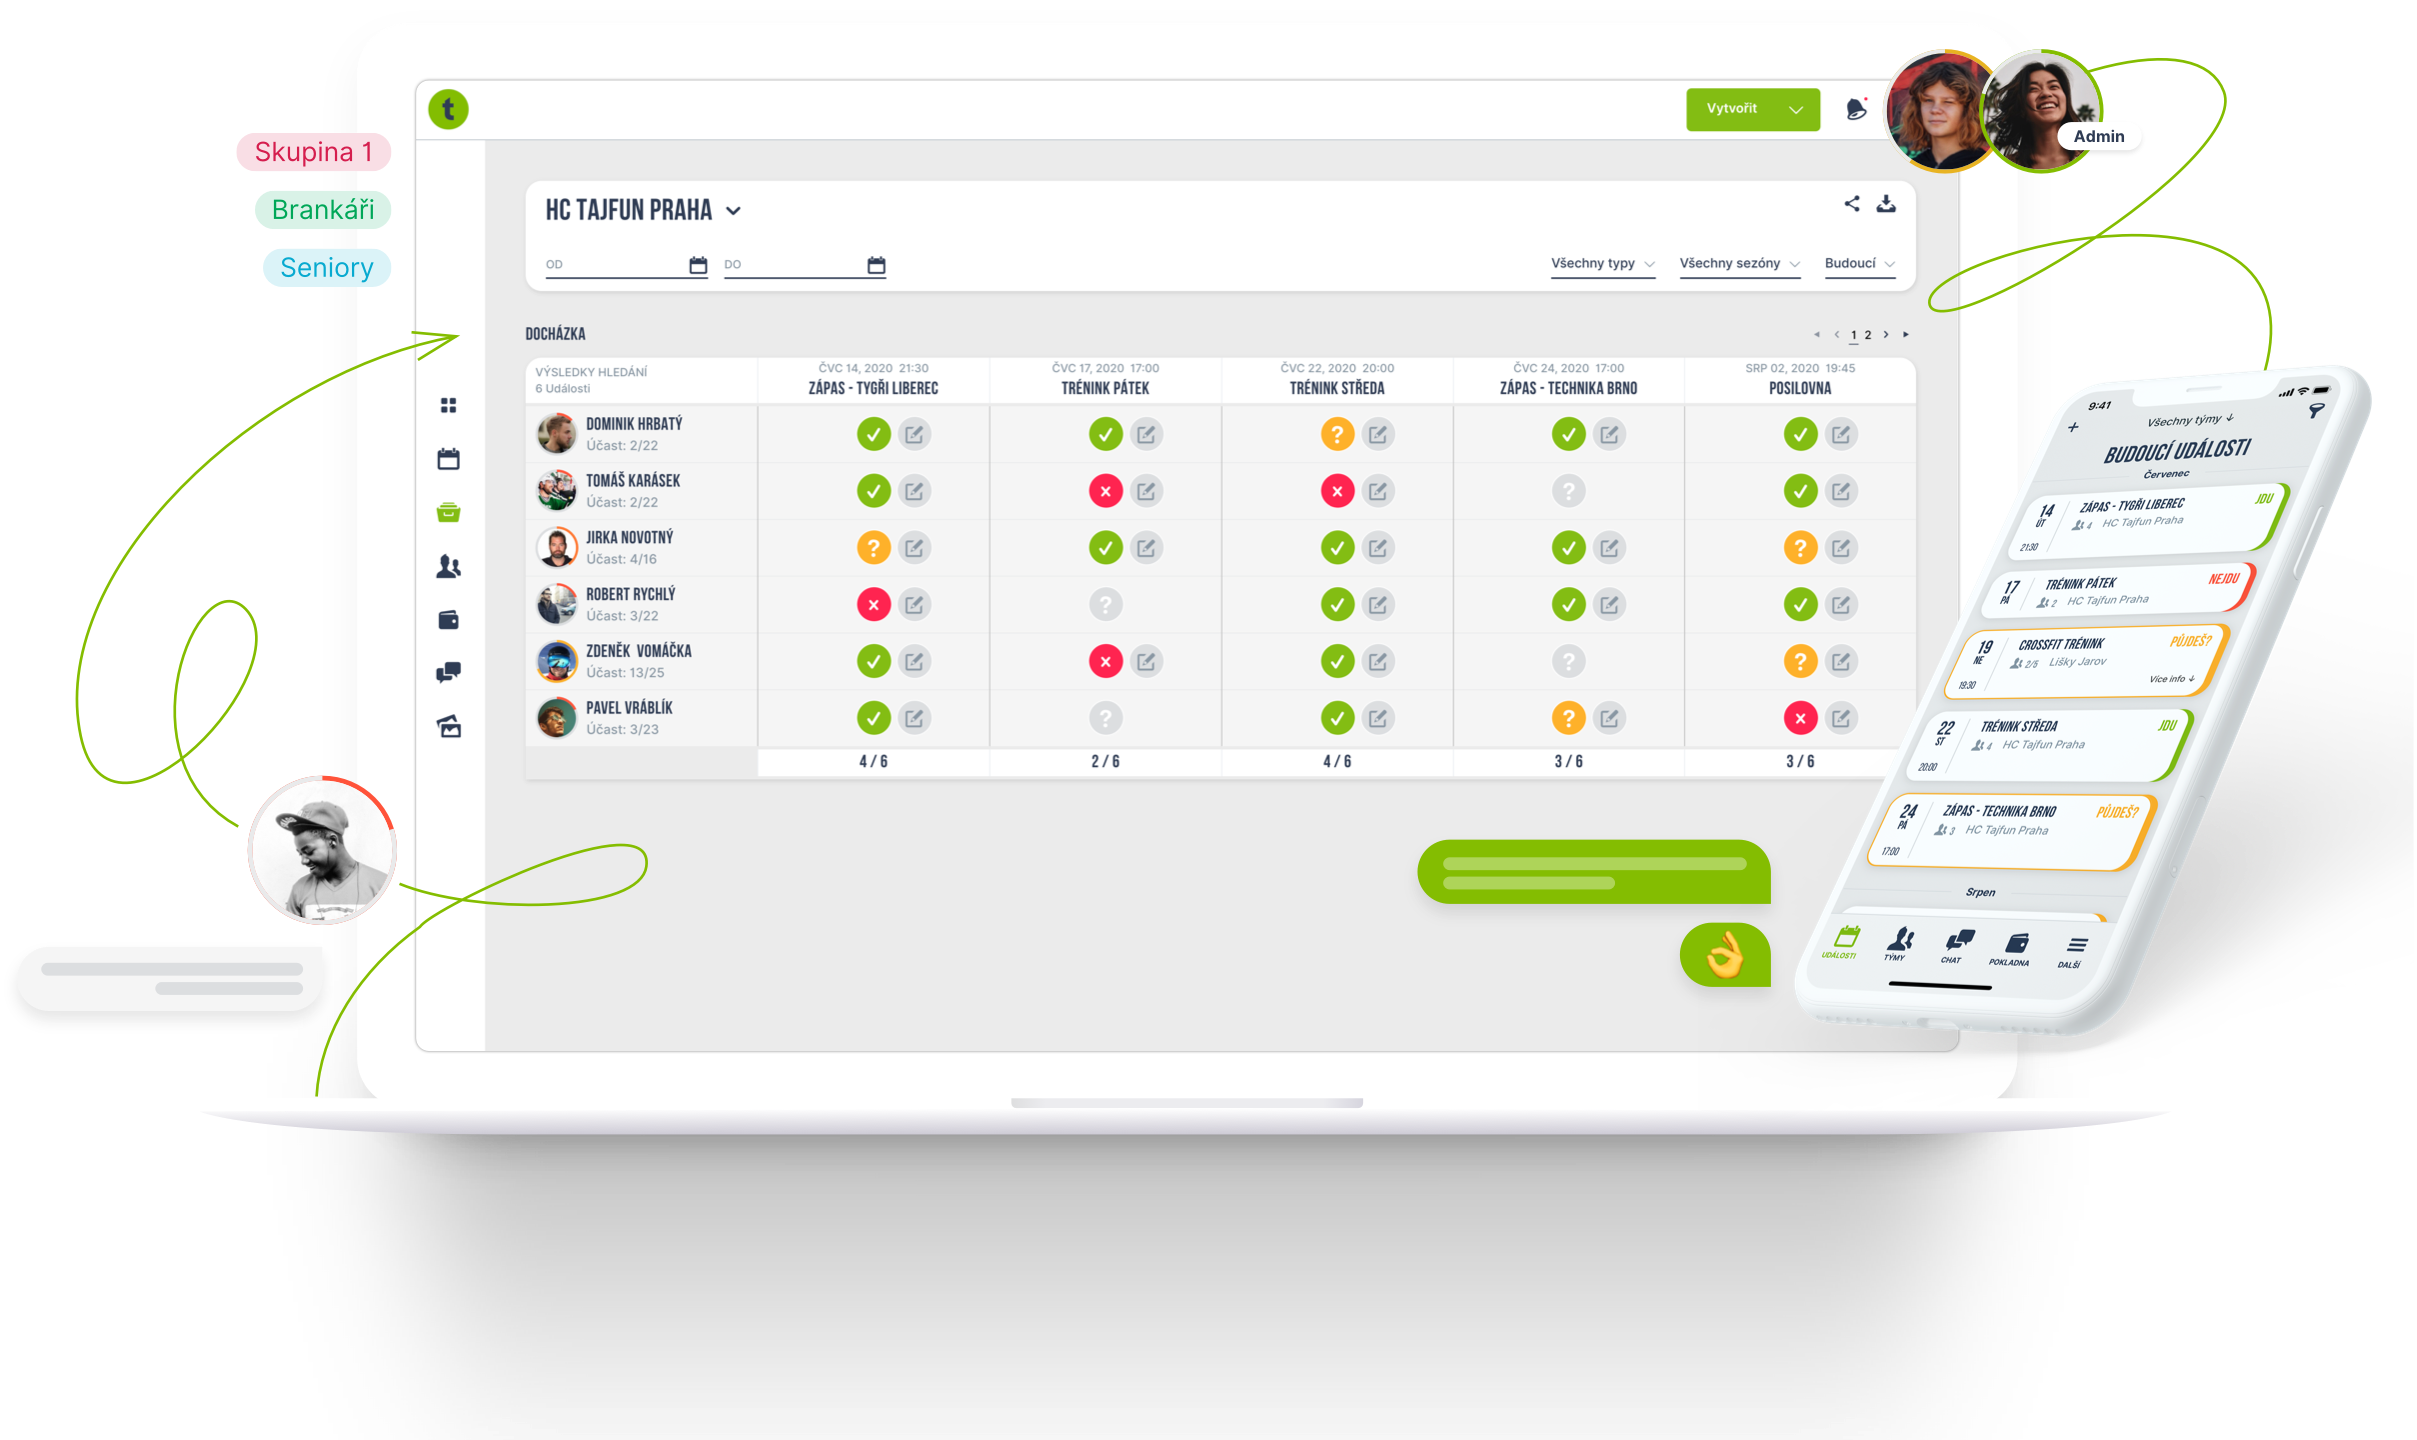 t
Vytvořit
Admin
Skupina 1
Brankáři
Seniory
HC TAJFUN PRAHA
OD
DO
Všechny typy
Všechny sezóny
Budoucí
DOCHÁZKA
1 2
VÝSLEDKY HLEDÁNÍ
6 Události
ČVC 14, 2020 21:30
ZÁPAS - TYGŘI LIBEREC
ČVC 17, 2020 17:00
TRÉNINK PÁTEK
ČVC 22, 2020 20:00
TRÉNINK STŘEDA
ČVC 24, 2020 17:00
ZÁPAS - TECHNIKA BRNO
SRP 02, 2020 19:45
POSILOVNA
DOMINIK HRBATÝ
Účast: 2/22
?
TOMÁŠ KARÁSEK
Účast: 2/22
?
JIRKA NOVOTNÝ
Účast: 4/16
?
?
ROBERT RYCHLÝ
Účast: 3/22
?
ZDENĚK VOMÁČKA
Účast: 13/25
?
?
PAVEL VRÁBLÍK
Účast: 3/23
?
?
4 / 6
2 / 6
4 / 6
3 / 6
3 / 6
9:41
Všechny týmy ↓
+
BUDOUCÍ UDÁLOSTI
Červenec
14
ÚT
21:30
ZÁPAS - TYGŘI LIBEREC
4 HC Tajfun Praha
JDU
17
PÁ
TRÉNINK PÁTEK
2 HC Tajfun Praha
NEJDU
19
NE
19:30
CROSSFIT TRÉNINK
2/5 Lišky Jarov
PŮJDEŠ?
Více info ↓
22
ST
20:00
TRÉNINK STŘEDA
4 HC Tajfun Praha
JDU
24
PÁ
17:00
ZÁPAS - TECHNIKA BRNO
3 HC Tajfun Praha
PŮJDEŠ?
Srpen
UDÁLOSTI
TÝMY
CHAT
POKLADNA
DALŠÍ